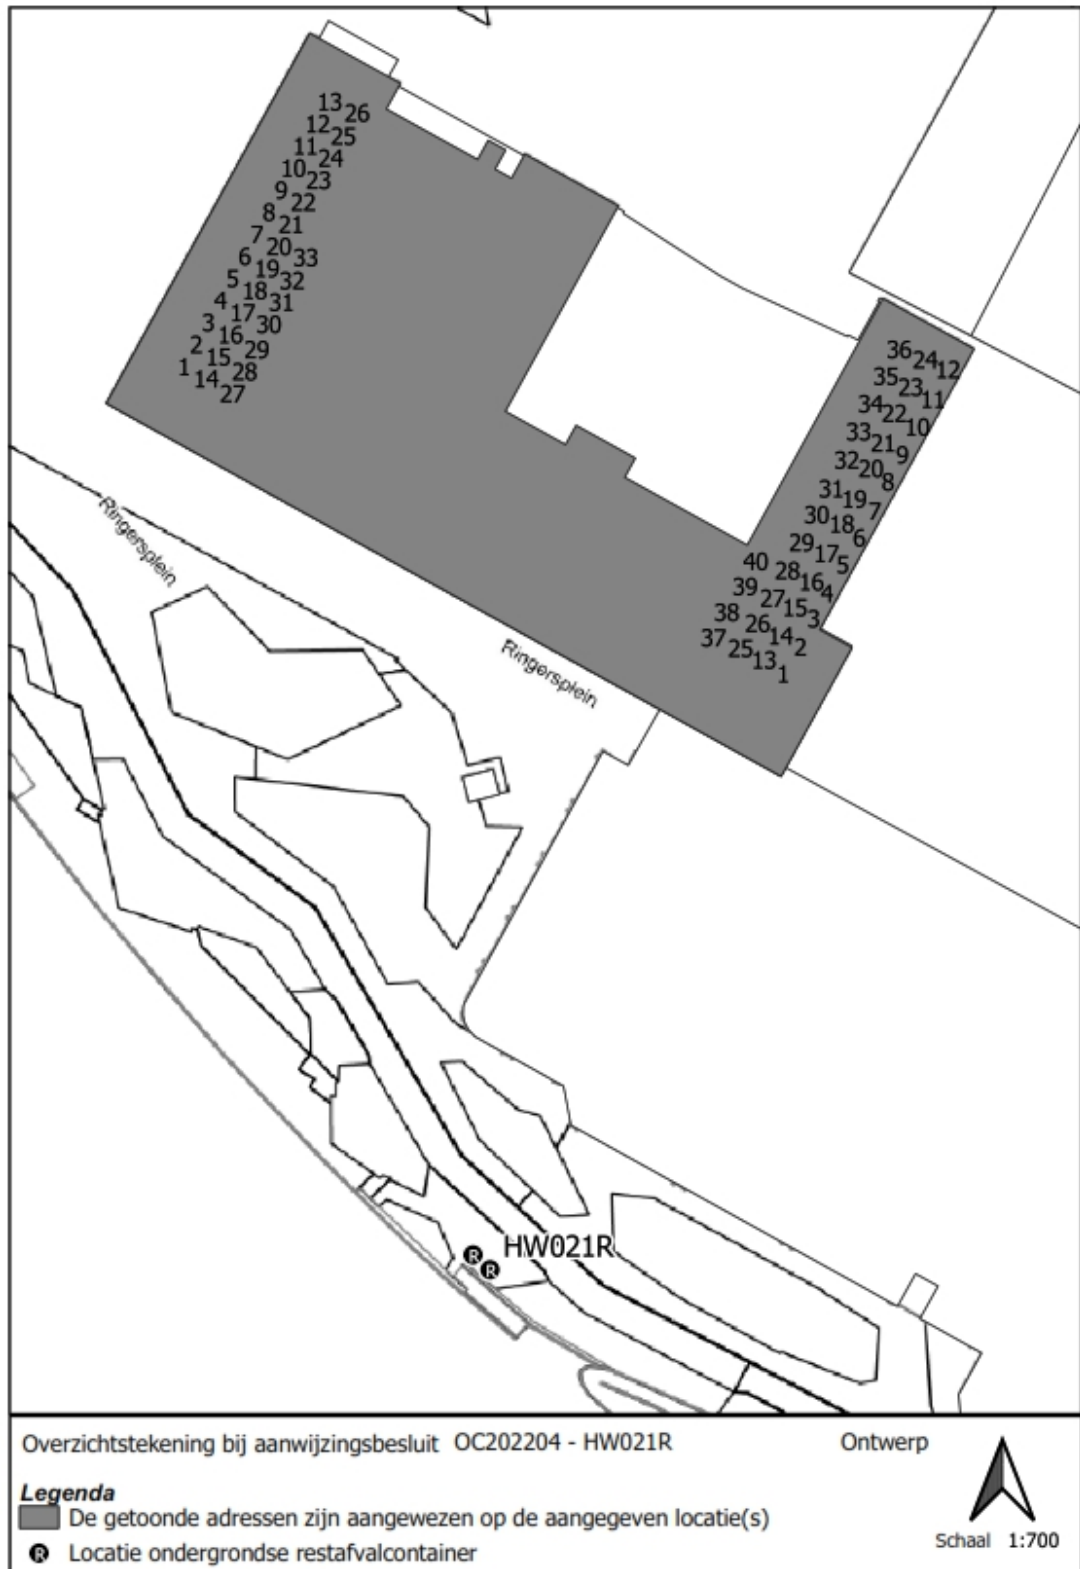 13 26
12 25
11 24
10 23
9 22
8 21
7 20 33
6 19 32
5 18 31
4 17 30
3 16 29
2 15 28
1 14 27
36 24 12
35 23 11
34 22 10
33 21 9
32 20 8
31 19 7
30 18 6
29 17 5
40 28 16 4
39 27 15 3
38 26 14 2
37 25 13 1
Ringersplein
Ringersplein
R R HW021R
Overzichtstekening bij aanwijzingsbesluit OC202204 - HW021R Ontwerp
Legenda
De getoonde adressen zijn aangewezen op de aangegeven locatie(s)
R Locatie ondergrondse restafvalcontainer
Schaal 1:700